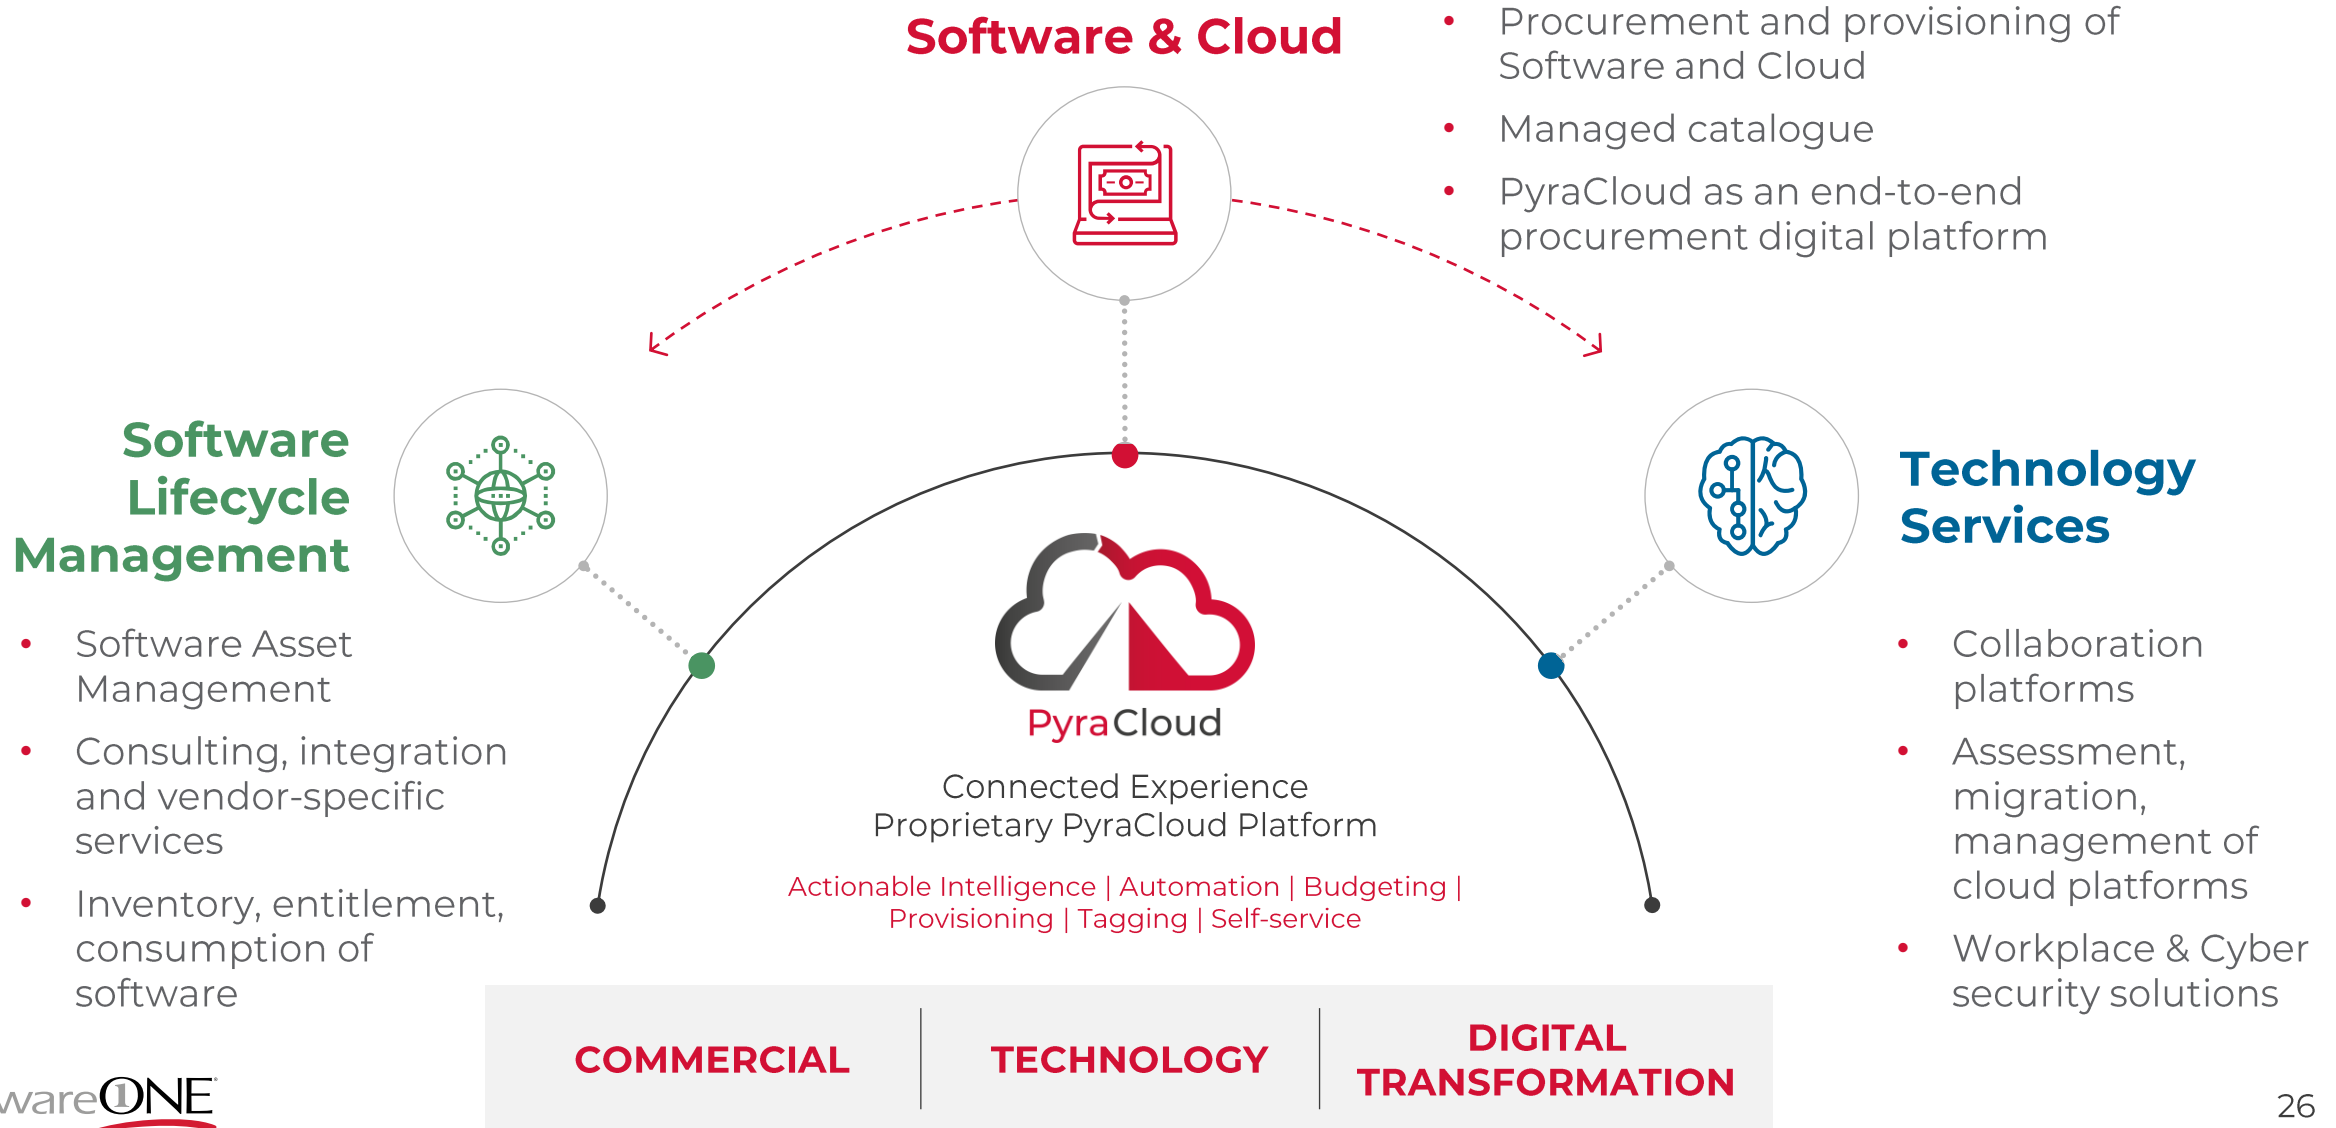 Software & Cloud
• Procurement and provisioning of
Software and Cloud
• Managed catalogue
• PyraCloud as an end-to-end
procurement digital platform
Software
Lifecycle
Management
• Software Asset
Management
• Consulting, integration
and vendor-specific
services
• Inventory, entitlement,
consumption of
software
PyraCloud
Connected Experience
Proprietary PyraCloud Platform
Actionable Intelligence | Automation | Budgeting |
Provisioning | Tagging | Self-service
Technology
Services
• Collaboration
platforms
• Assessment,
migration,
management of
cloud platforms
• Workplace & Cyber
security solutions
COMMERCIAL
TECHNOLOGY
DIGITAL
TRANSFORMATION
wareONE
26